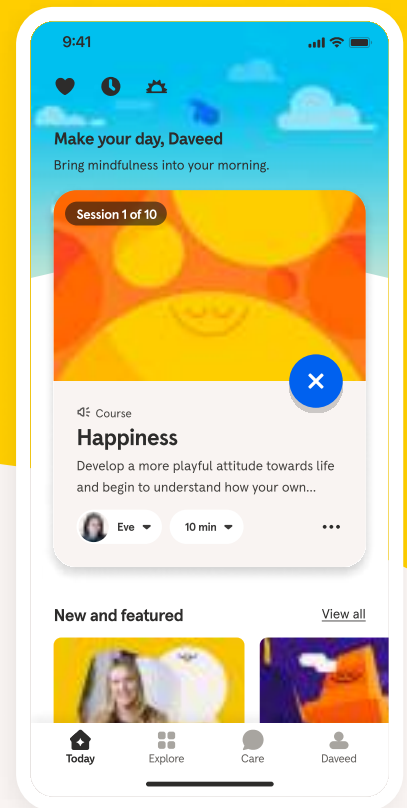 9:41
Make your day, Daveed
Bring mindfulness into your morning.
Session 1 of 10
Course
Happiness
Develop a more playful attitude towards life
and begin to understand how your own...
Eve
10 min
New and featured
View all
Today
Explore
Care
Daveed